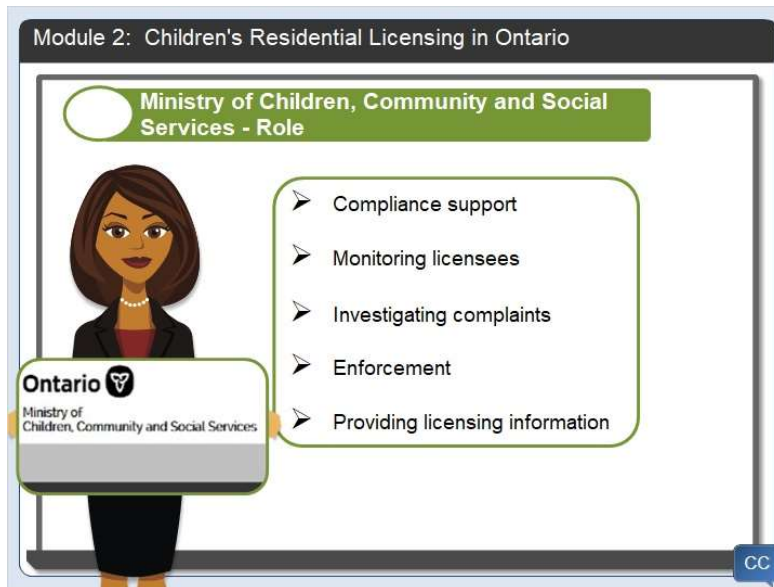 Module 2: Children's Residential Licensing in Ontario
Ministry of Children, Community and Social
Services - Role
Compliance support
Monitoring licensees
Investigating complaints
Enforcement
Providing licensing information
Ontario
Ministry of
Children, Community and Social Services
CC